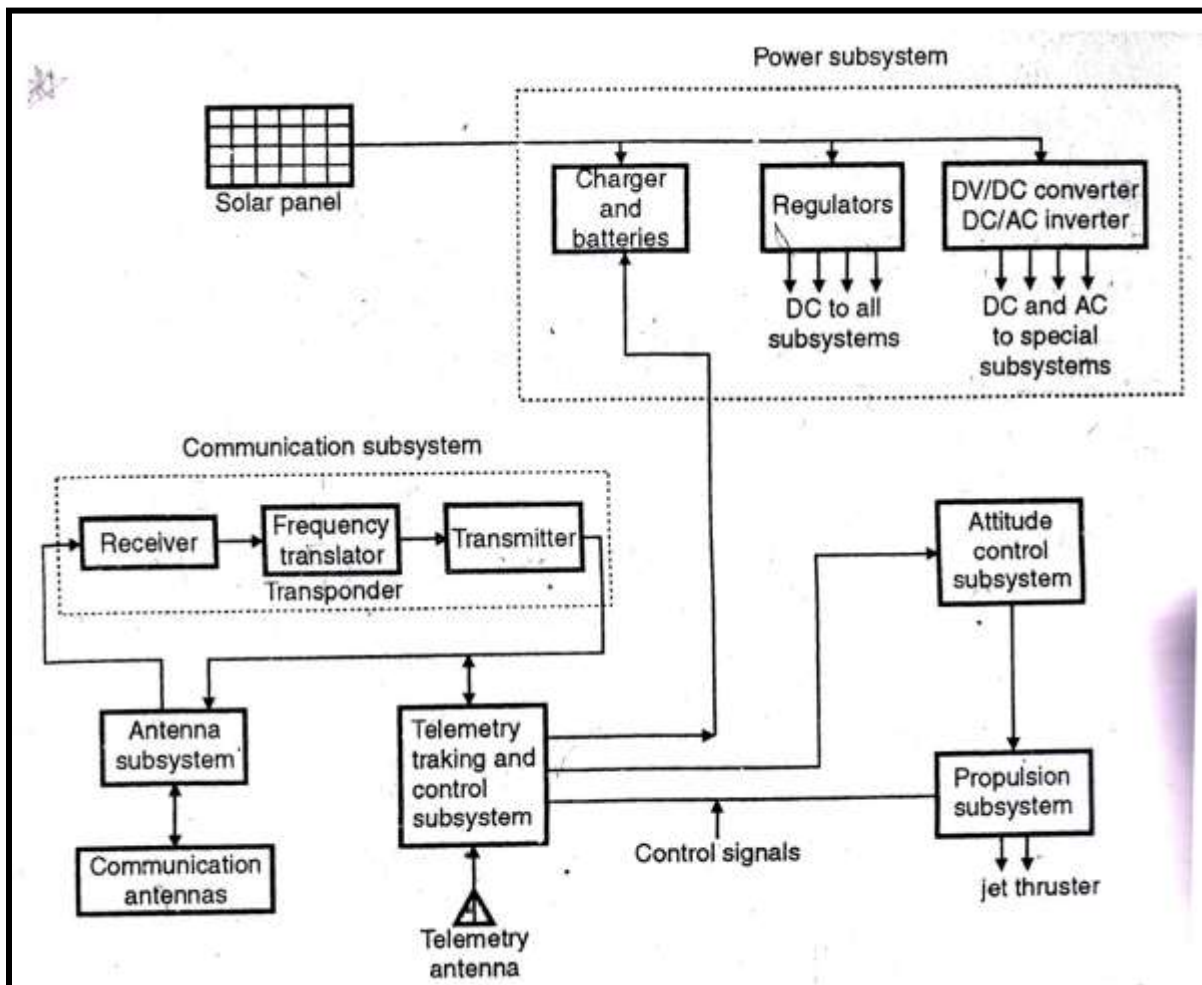 Power subsystem
Solar panel
Charger
and
batteries
Regulators
DV/DC converter
DC/AC inverter
DC to all
subsystems
DC and AC
to special
subsystems
Communication subsystem
Receiver
Frequency
translator
Transmitter
Transponder
Attitude
control
subsystem
Antenna
subsystem
Telemetry
traking and
control
subsystem
Propulsion
subsystem
Control signals
Communication
antennas
jet thruster
Telemetry
antenna